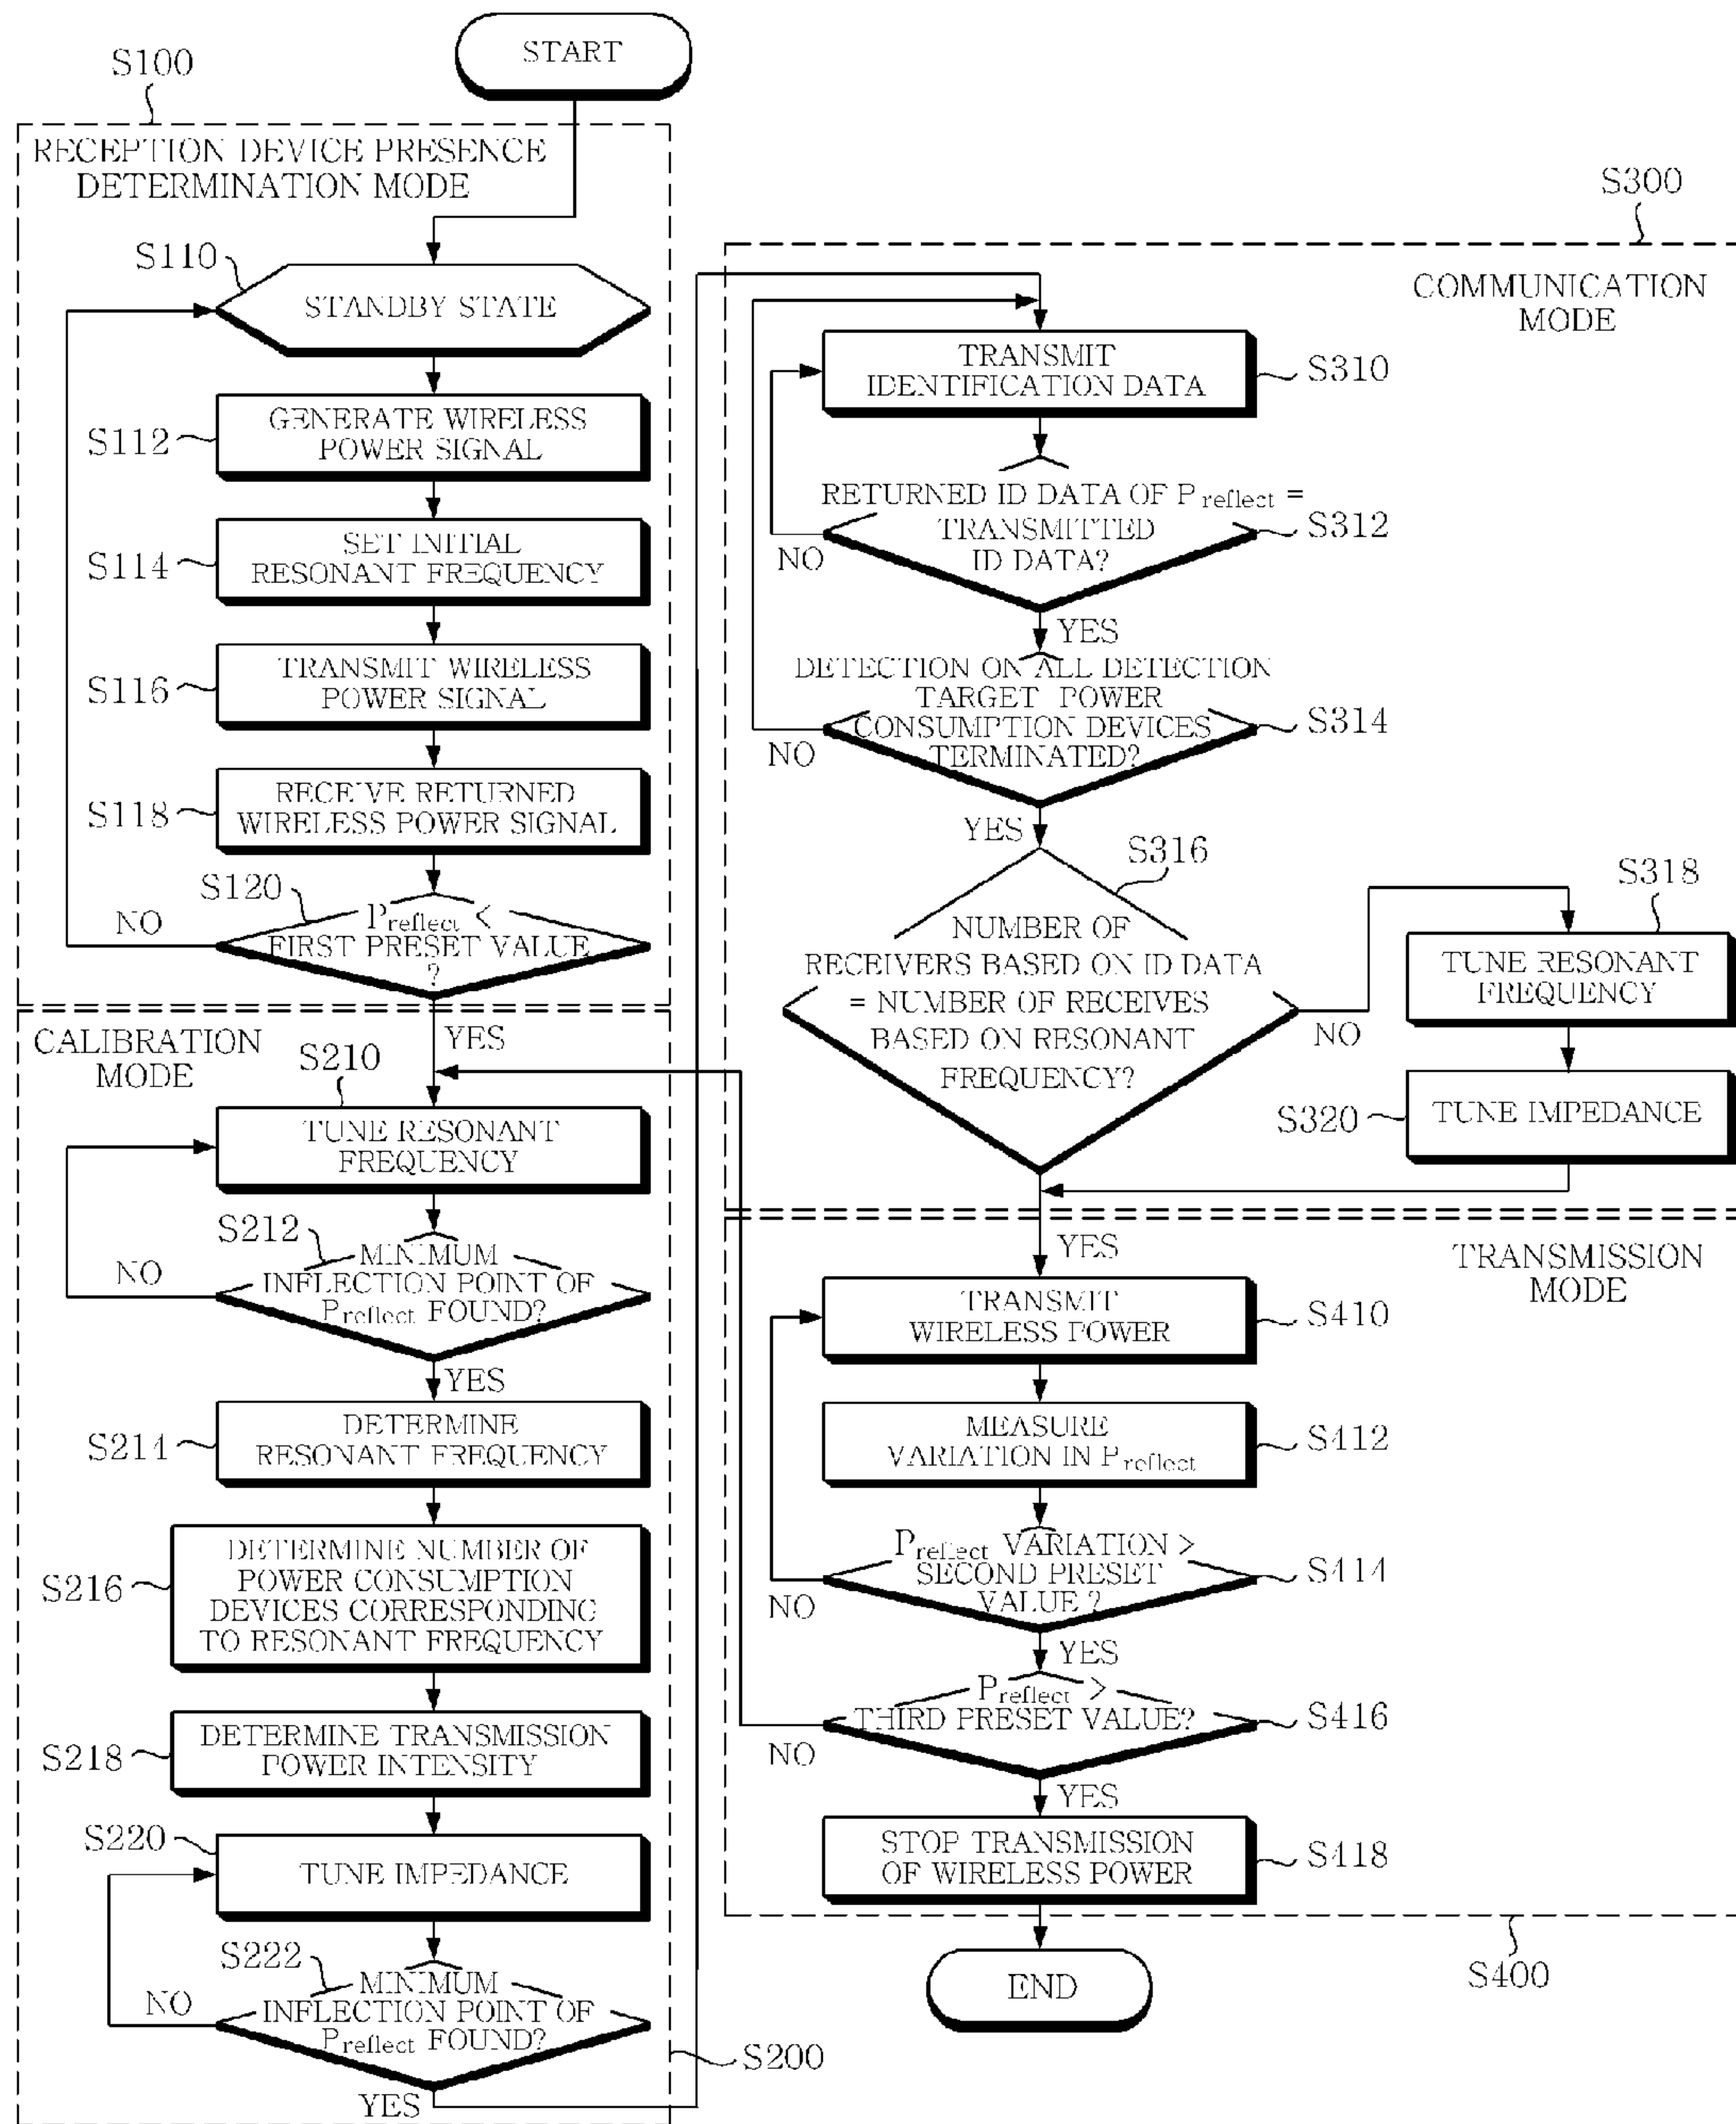 START
S100
RECEPTION DEVICE PRESENCE
DETERMINATION MODE
S110
STANDBY STATE
S112
GENERATE WIRELESS
POWER SIGNAL
S114
SET INITIAL
RESONANT FREQUENCY
S116
TRANSMIT WIRELESS
POWER SIGNAL
S118
RECEIVE RETURNED
WIRELESS POWER SIGNAL
S120
NO
Preflect <
FIRST PRESET VALUE
?
YES
CALIBRATION
MODE
S210
TUNE RESONANT
FREQUENCY
S212
NO
MINIMUM
INFLECTION POINT OF
Preflect FOUND?
YES
S214
DETERMINE
RESONANT FREQUENCY
S216
DETERMINE NUMBER OF
POWER CONSUMPTION
DEVICES CORRESPONDING
TO RESONANT FREQUENCY
S218
DETERMINE TRANSMISSION
POWER INTENSITY
S220
TUNE IMPEDANCE
S222
NO
MINIMUM
INFLECTION POINT OF
Preflect FOUND?
YES
S200
S300
COMMUNICATION
MODE
TRANSMIT
IDENTIFICATION DATA
S310
RETURNED ID DATA OF Preflect =
TRANSMITTED
ID DATA?
S312
NO
YES
DETECTION ON ALL DETECTION
TARGET POWER
CONSUMPTION DEVICES
TERMINATED?
S314
NO
YES
S316
NUMBER OF
RECEIVERS BASED ON ID DATA
= NUMBER OF RECEIVES
BASED ON RESONANT
FREQUENCY?
NO
S318
TUNE RESONANT
FREQUENCY
S320
TUNE IMPEDANCE
YES
TRANSMISSION
MODE
TRANSMIT
WIRELESS POWER
S410
MEASURE
VARIATION IN Preflect
S412
Preflect VARIATION >
SECOND PRESET
VALUE ?
S414
NO
YES
Preflect >
THIRD PRESET VALUE?
S416
NO
YES
STOP TRANSMISSION
OF WIRELESS POWER
S418
S400
END